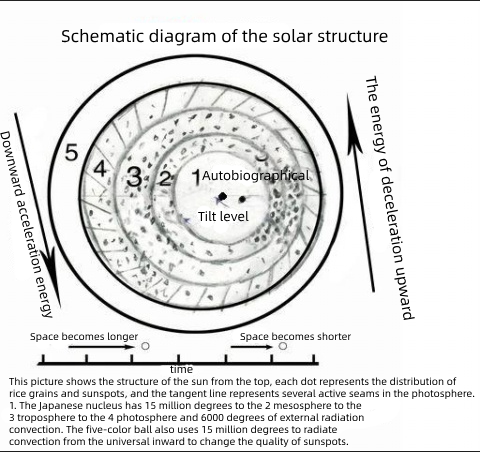 Schematic diagram of the solar structure
Downward acceleration energy
The energy of deceleration upward
5
4
3
2
1
Autobiographical
Tilt level
Space becomes longer
Space becomes shorter
time
This picture shows the structure of the sun from the top, each dot represents the distribution of
rice grains and sunspots, and the tangent line represents several active seams in the photosphere.
1. The Japanese nucleus has 15 million degrees to the 2 mesosphere to the
3 troposphere to the 4 photosphere and 6000 degrees of external radiation
convection. The five-color ball also uses 15 million degrees to radiate
convection from the universal inward to change the quality of sunspots.